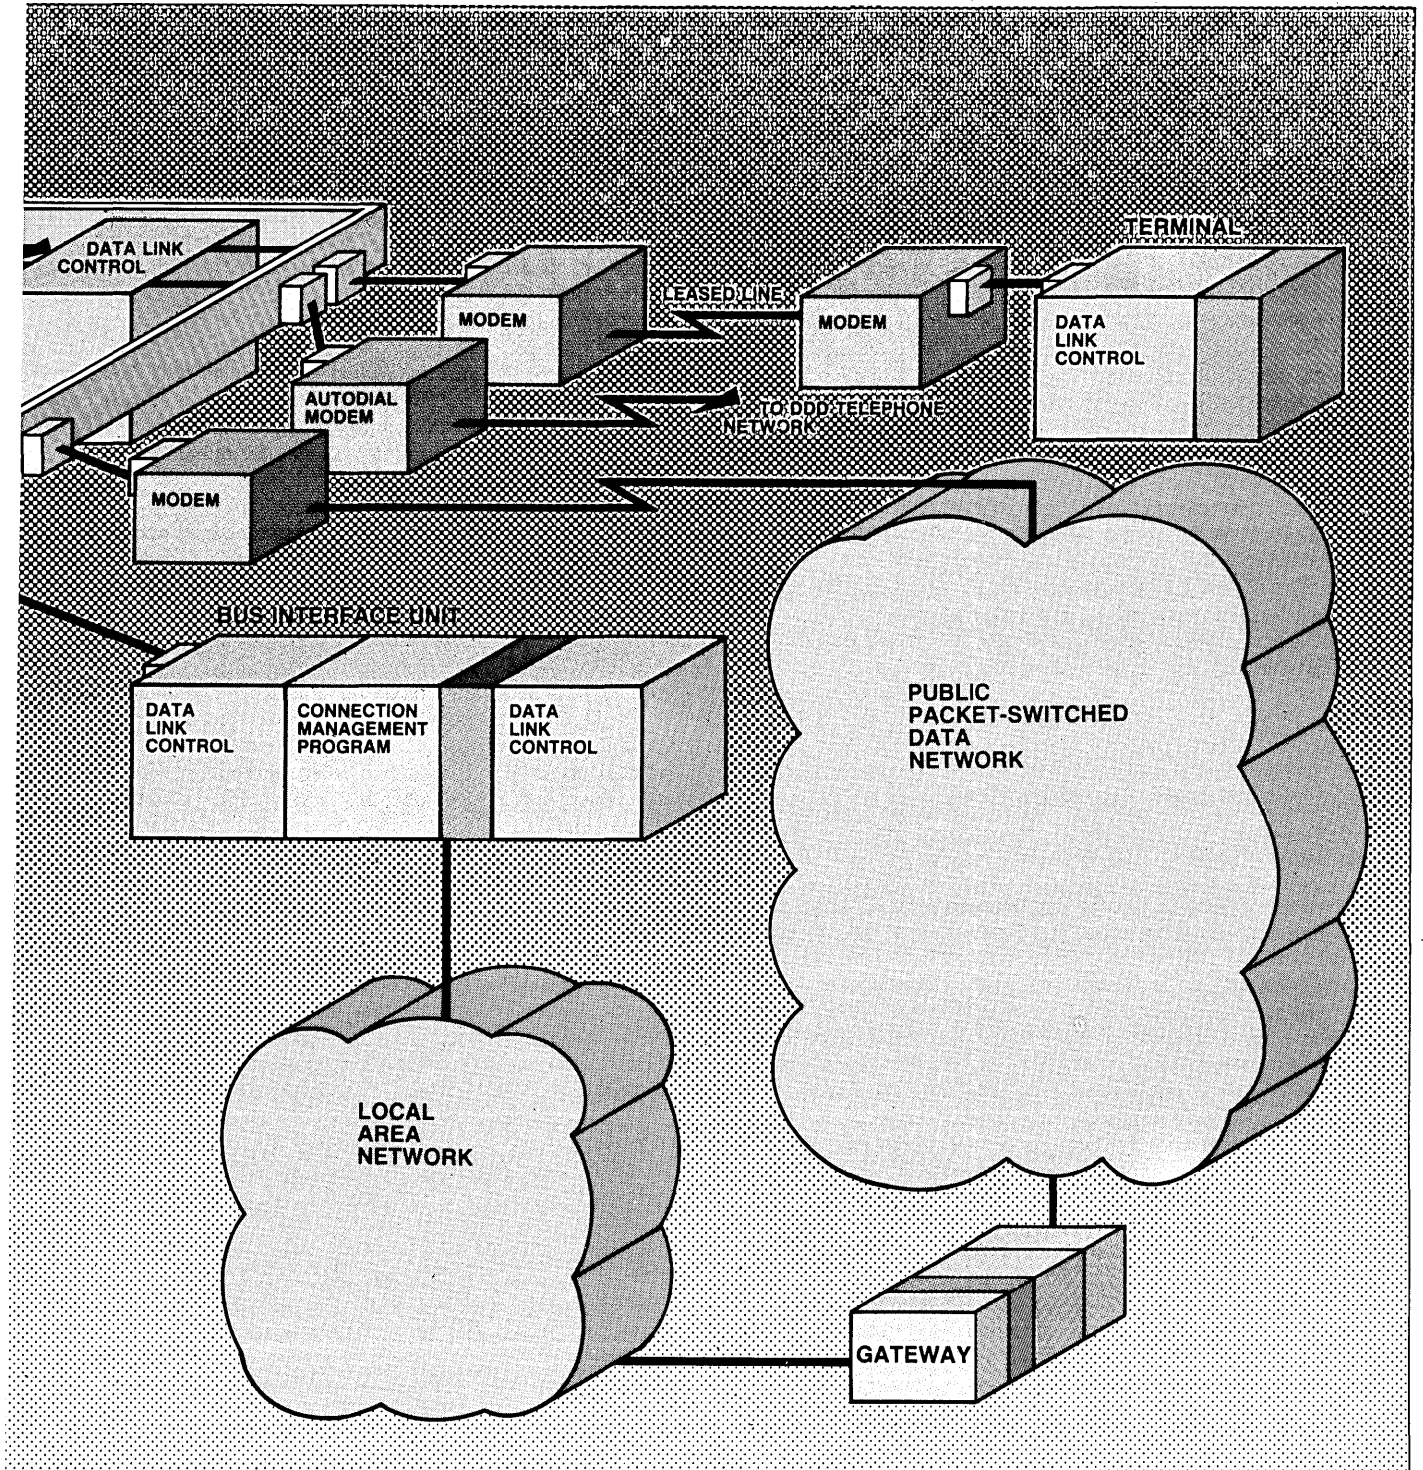 TERMINAL
DATA LINK
CONTROL
LEASED LINE
MODEM
MODEM
DATA
LINK
CONTROL
AUTODIAL
MODEM
TO DDD TELEPHONE
NETWORK
MODEM
BUS INTERFACE UNIT
DATA
LINK
CONTROL
CONNECTION
MANAGEMENT
PROGRAM
DATA
LINK
CONTROL
PUBLIC
PACKET-SWITCHED
DATA
NETWORK
LOCAL
AREA
NETWORK
GATEWAY